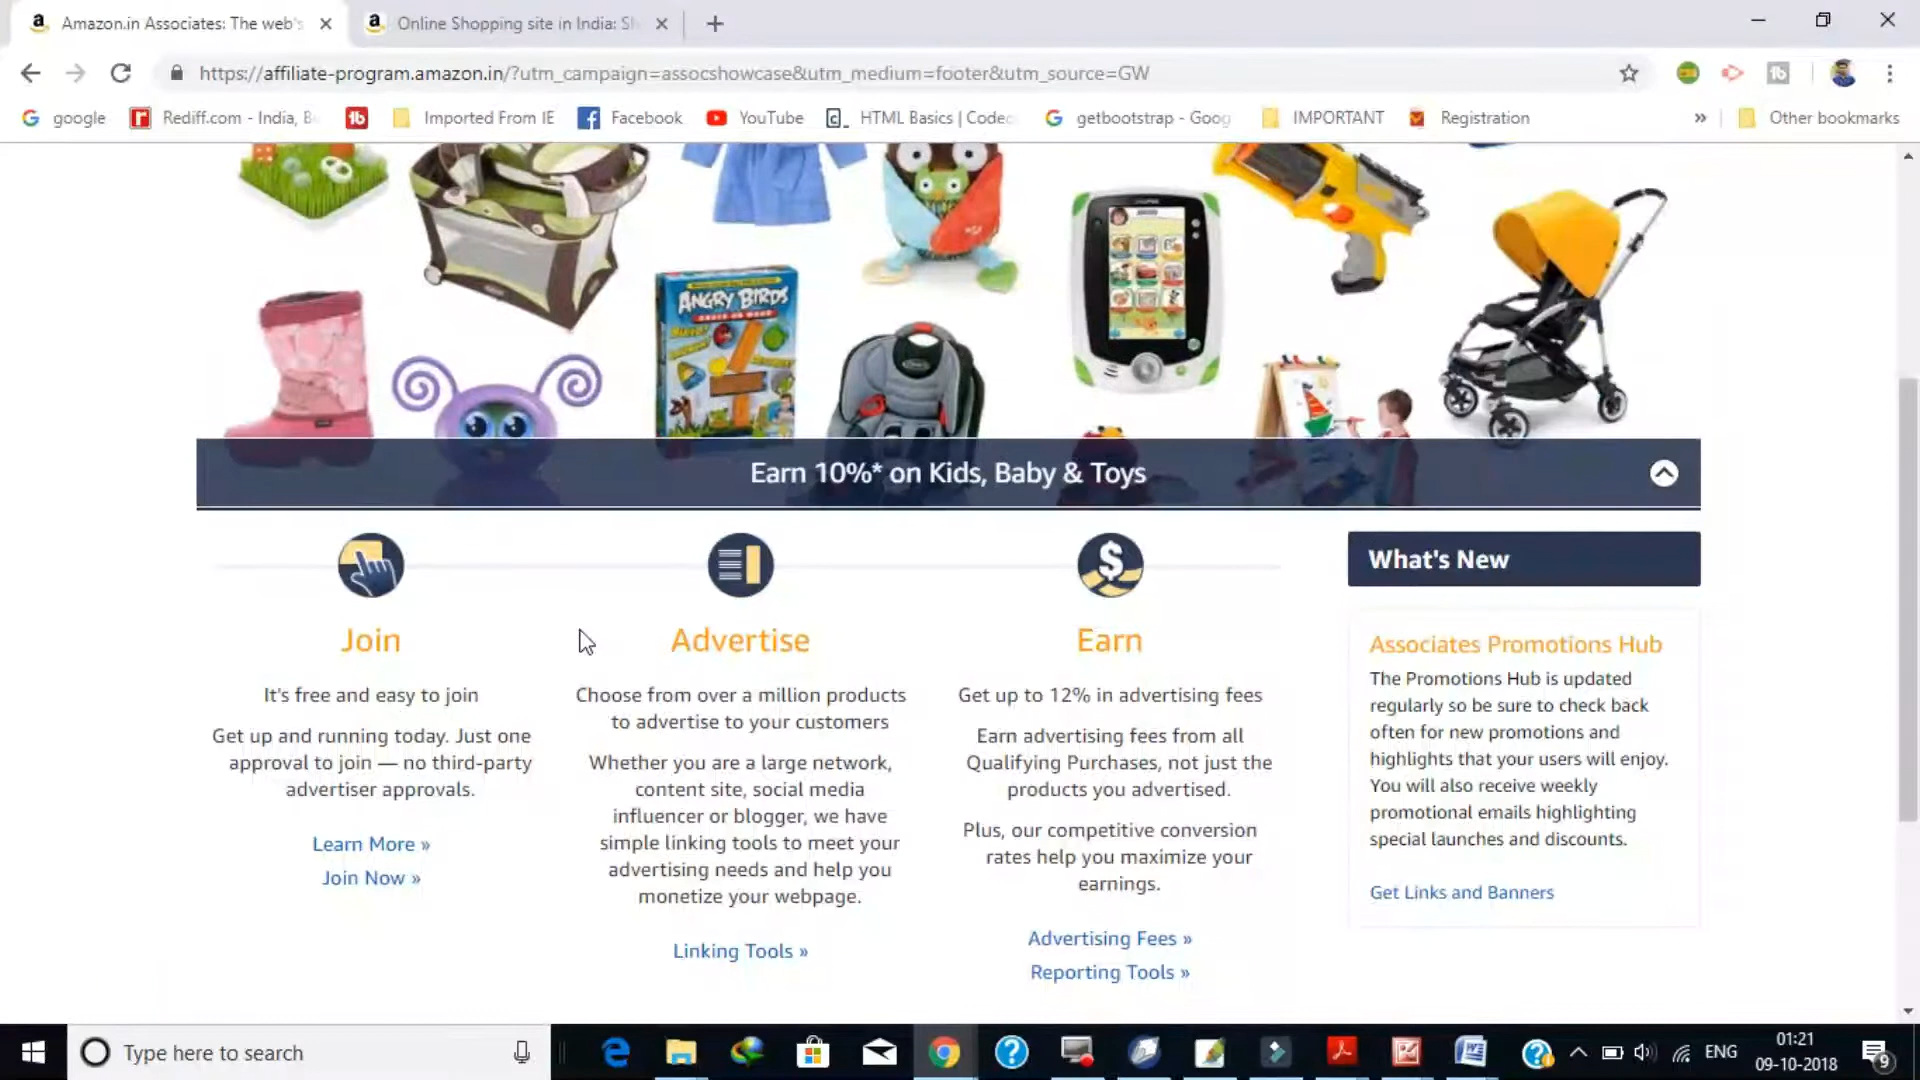 Amazon.in Associates: The web's
Online Shopping site in India: Sh
https://affiliate-program.amazon.in/?utm_campaign=assocshowcase&utm_medium=footer&utm_source=GW
google
Rediff.com - India, B
Imported From IE
Facebook
YouTube
HTML Basics | Codec
getbootstrap - Goog
IMPORTANT
Registration
»
Other bookmarks
ANGRY BIRDS
Earn 10%* on Kids, Baby & Toys
Join
It's free and easy to join
Get up and running today. Just one
approval to join — no third-party
advertiser approvals.
Learn More »
Join Now »
Advertise
Choose from over a million products
to advertise to your customers
Whether you are a large network,
content site, social media
influencer or blogger, we have
simple linking tools to meet your
advertising needs and help you
monetize your webpage.
Linking Tools »
Earn
Get up to 12% in advertising fees
Earn advertising fees from all
Qualifying Purchases, not just the
products you advertised.
Plus, our competitive conversion
rates help you maximize your
earnings.
Advertising Fees »
Reporting Tools »
What's New
Associates Promotions Hub
The Promotions Hub is updated
regularly so be sure to check back
often for new promotions and
highlights that your users will enjoy.
You will also receive weekly
promotional emails highlighting
special launches and discounts.
Get Links and Banners
Type here to search
ENG
01:21
09-10-2018
9